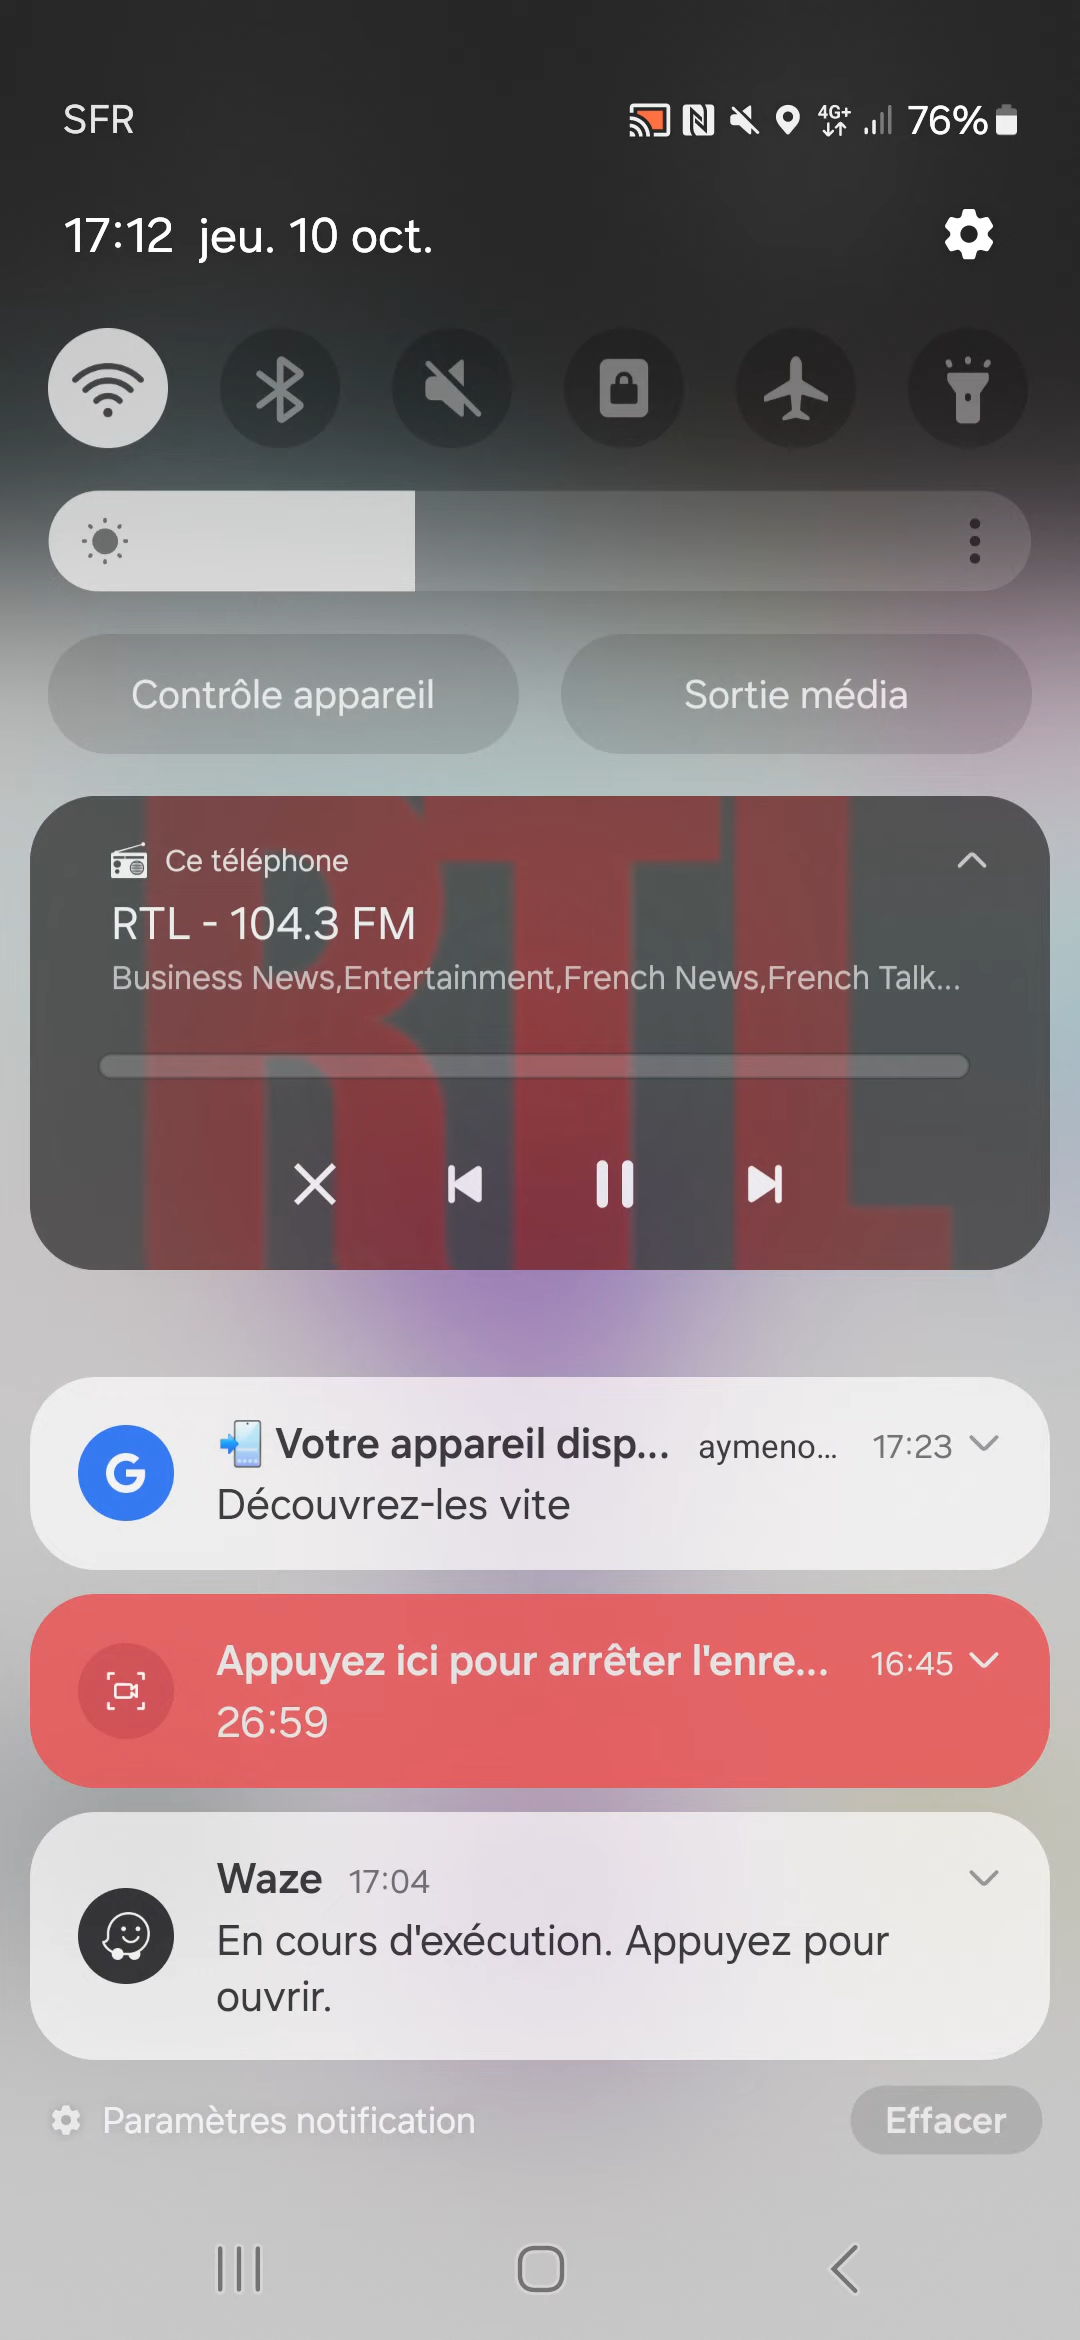 SFR
4G+
76%
17:12 jeu. 10 oct.
Contrôle appareil
Sortie média
Ce téléphone
RTL - 104.3 FM
Business News,Entertainment,French News,French Talk...
RTL
Votre appareil disp... aymeno... 17:23
Découvrez-les vite
Appuyez ici pour arrêter l'enre... 16:45
26:59
Waze 17:04
En cours d'exécution. Appuyez pour
ouvrir.
Paramètres notification
Effacer